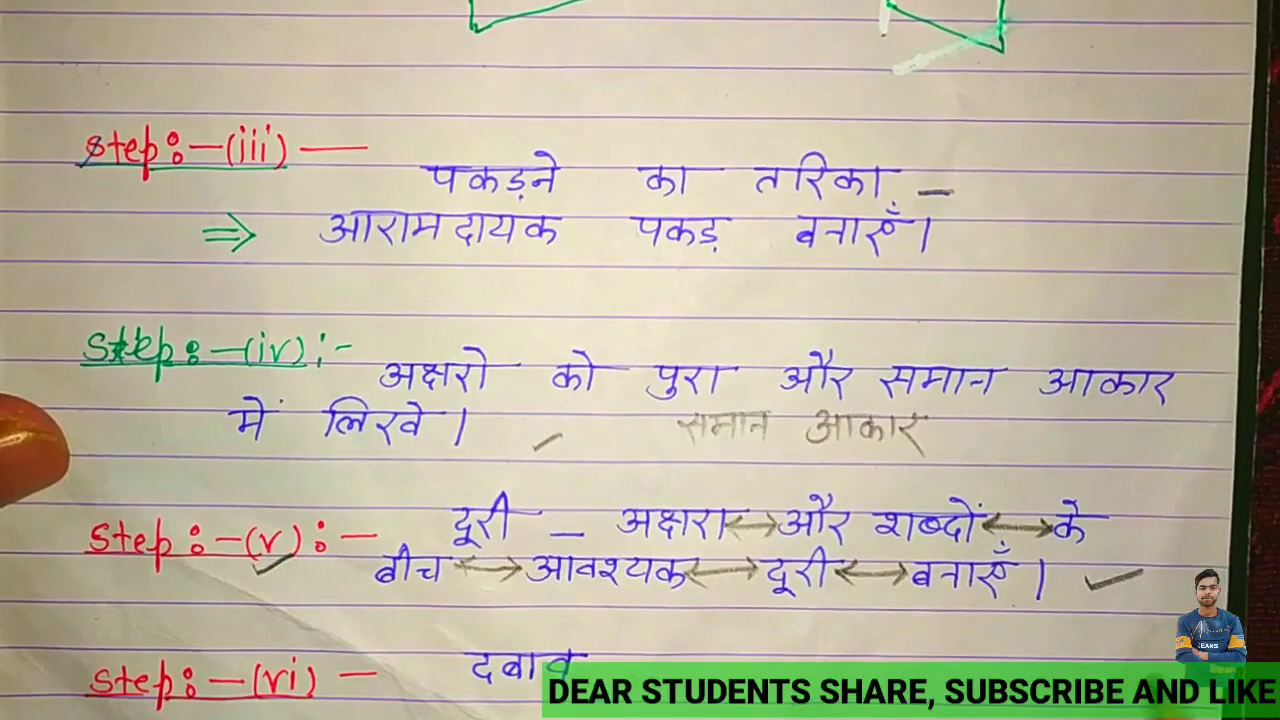 step:-(iii) —
पकड़ने का तरिका, -
⇒ आरामदायक पकड़ बनाएँ।
Step:-(iv):-
अक्षरो को पुरा और समान आकार
में लिखे।
समान आकार
Step:-(v):-
दूरी - अक्षरा↔और शब्दों↔के
बीच↔आवश्यक↔दूरी↔बनाएँ।
Step:-(vi) -
दबाव
DEAR STUDENTS SHARE, SUBSCRIBE AND LIKE